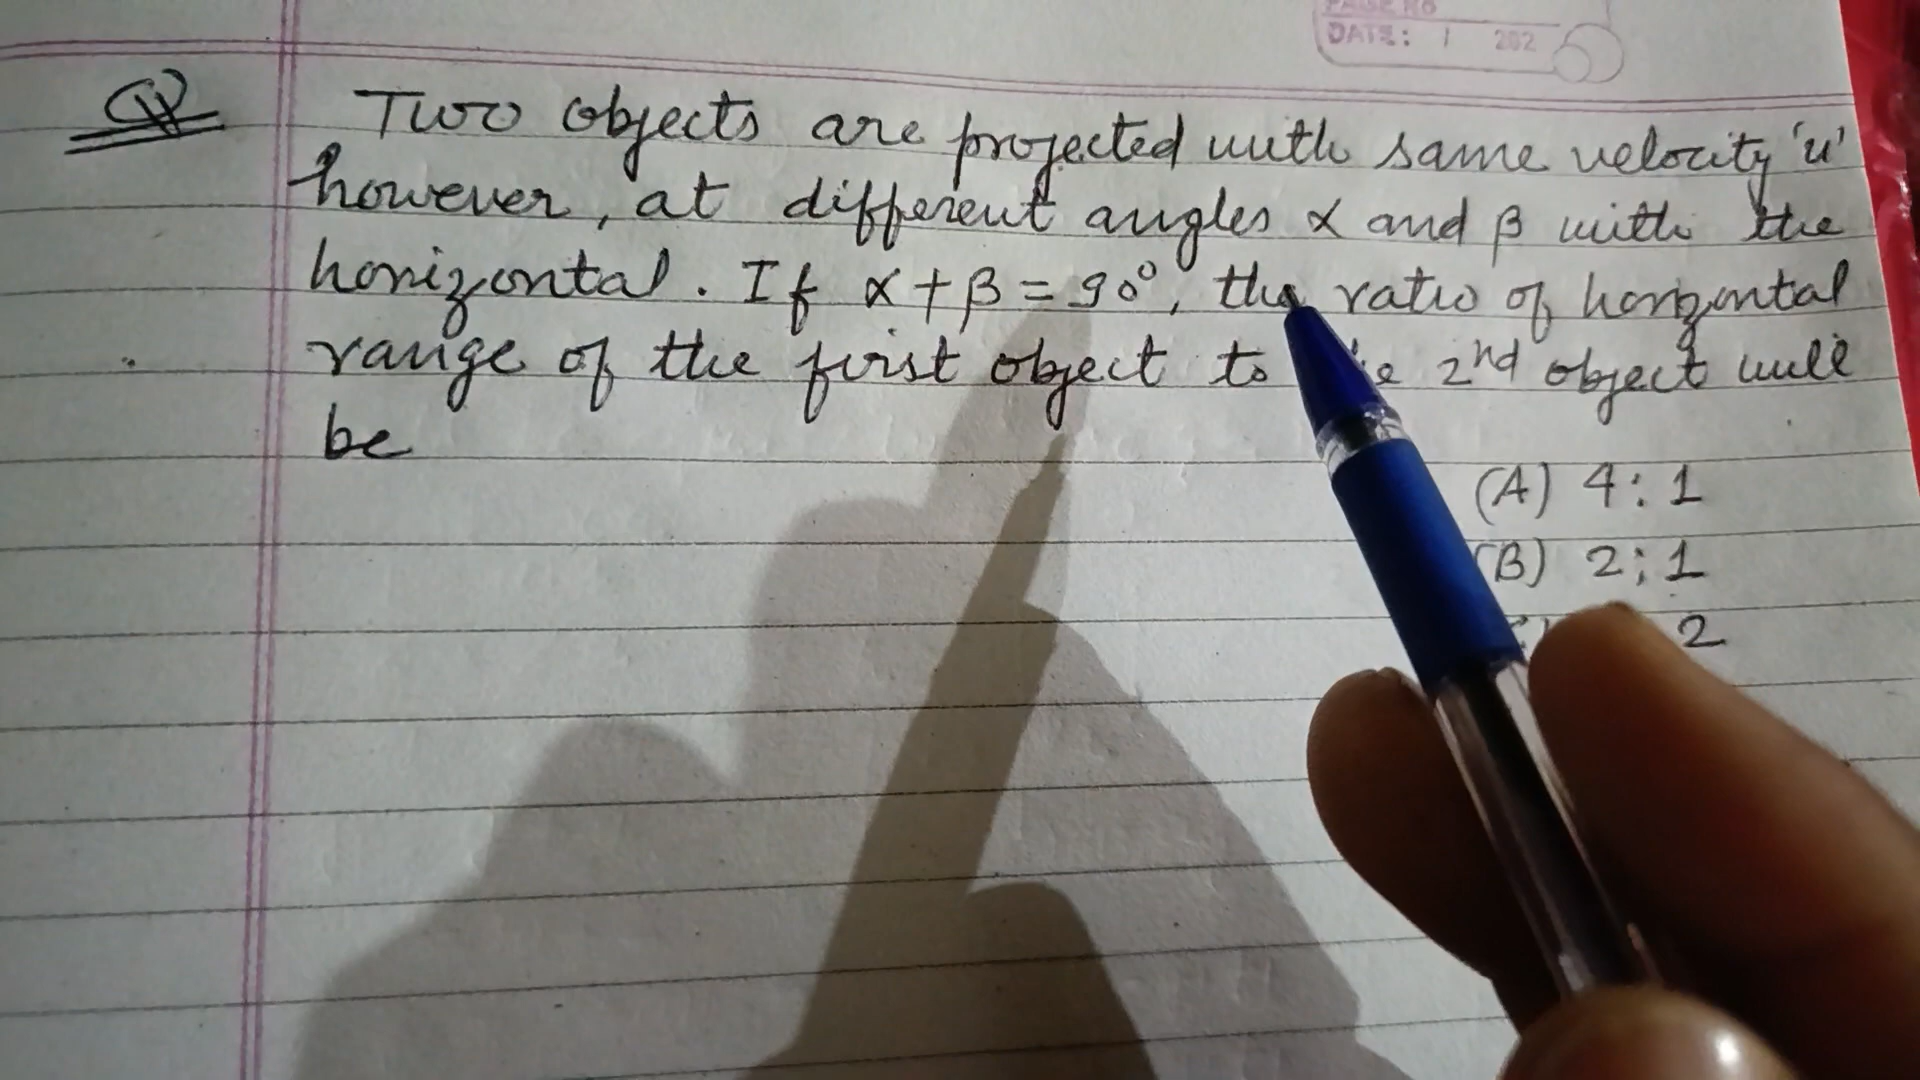 PAGE NO
DATE: / 202
Q
Two objects are projected with same velocity 'u'
however, at different angles α and β with the
horizontal. If α+β=90°, the ratio of horizontal
range of the first object to 2nd object will
be
(A) 4:1
(B) 2:1
2